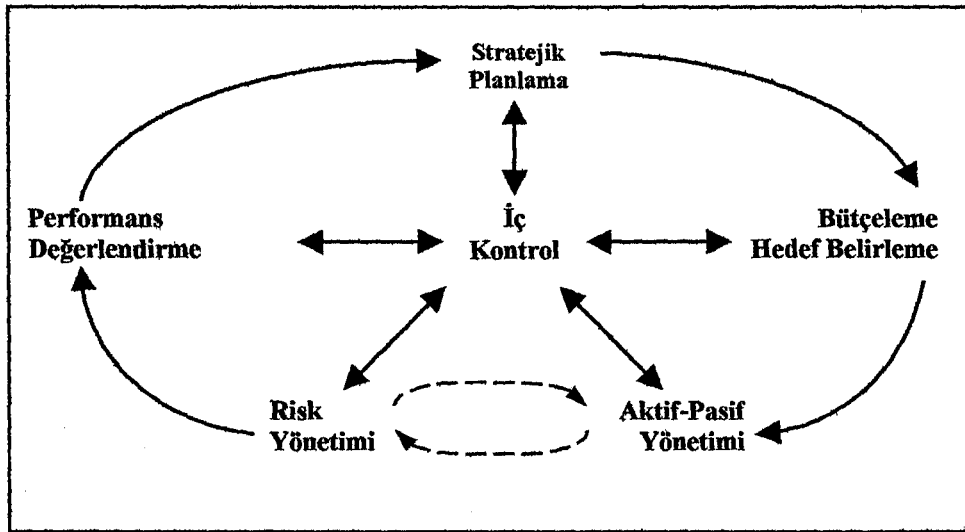 Stratejik
Planlama
Performans
Değerlendirme
İç
Kontrol
Bütçeleme
Hedef Belirleme
Risk
Yönetimi
Aktif-Pasif
Yönetimi